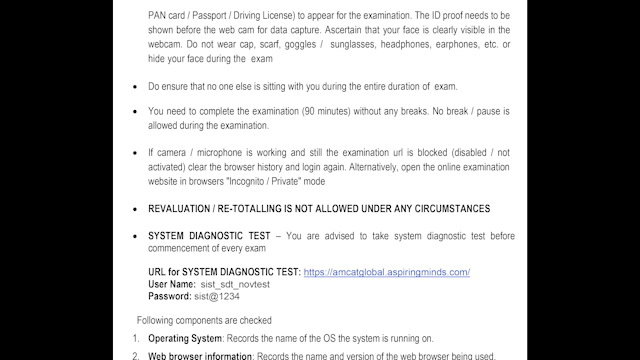 PAN card / Passport / Driving License) to appear for the examination. The ID proof needs to
be shown before the web cam for data capture. Ascertain that your face is clearly visible in the
webcam. Do not wear cap, scarf, goggles / sunglasses, headphones, earphones, etc. or
hide your face during the exam
• Do ensure that no one else is sitting with you during the entire duration of exam.
• You need to complete the examination (90 minutes) without any breaks. No break / pause is
allowed during the examination.
• If camera / microphone is working and still the examination url is blocked (disabled / not
activated) clear the browser history and login again. Alternatively, open the online examination
website in browsers "Incognito / Private" mode
• REVALUATION / RE-TOTALLING IS NOT ALLOWED UNDER ANY CIRCUMSTANCES
• SYSTEM DIAGNOSTIC TEST – You are advised to take system diagnostic test before
commencement of every exam
URL for SYSTEM DIAGNOSTIC TEST: https://amcatglobal.aspiringminds.com/
User Name: sist_sdt_novtest
Password: sist@1234
Following components are checked
1. Operating System: Records the name of the OS the system is running on.
2. Web browser information: Records the name and version of the web browser being used.